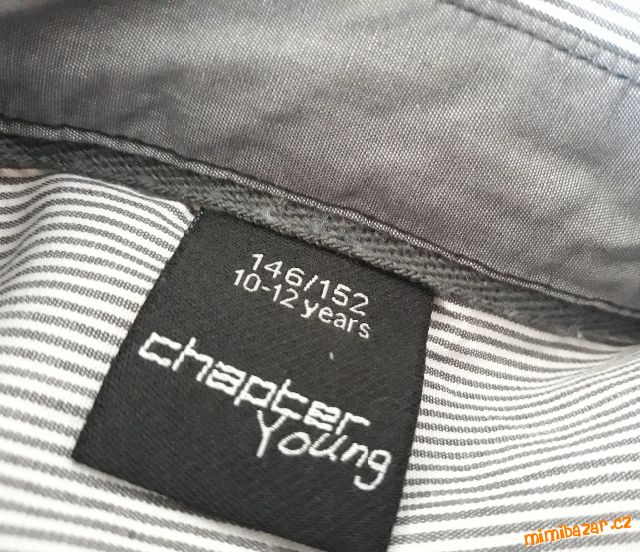 146/152
10-12 years
chapter
Young
mimibazar.cz